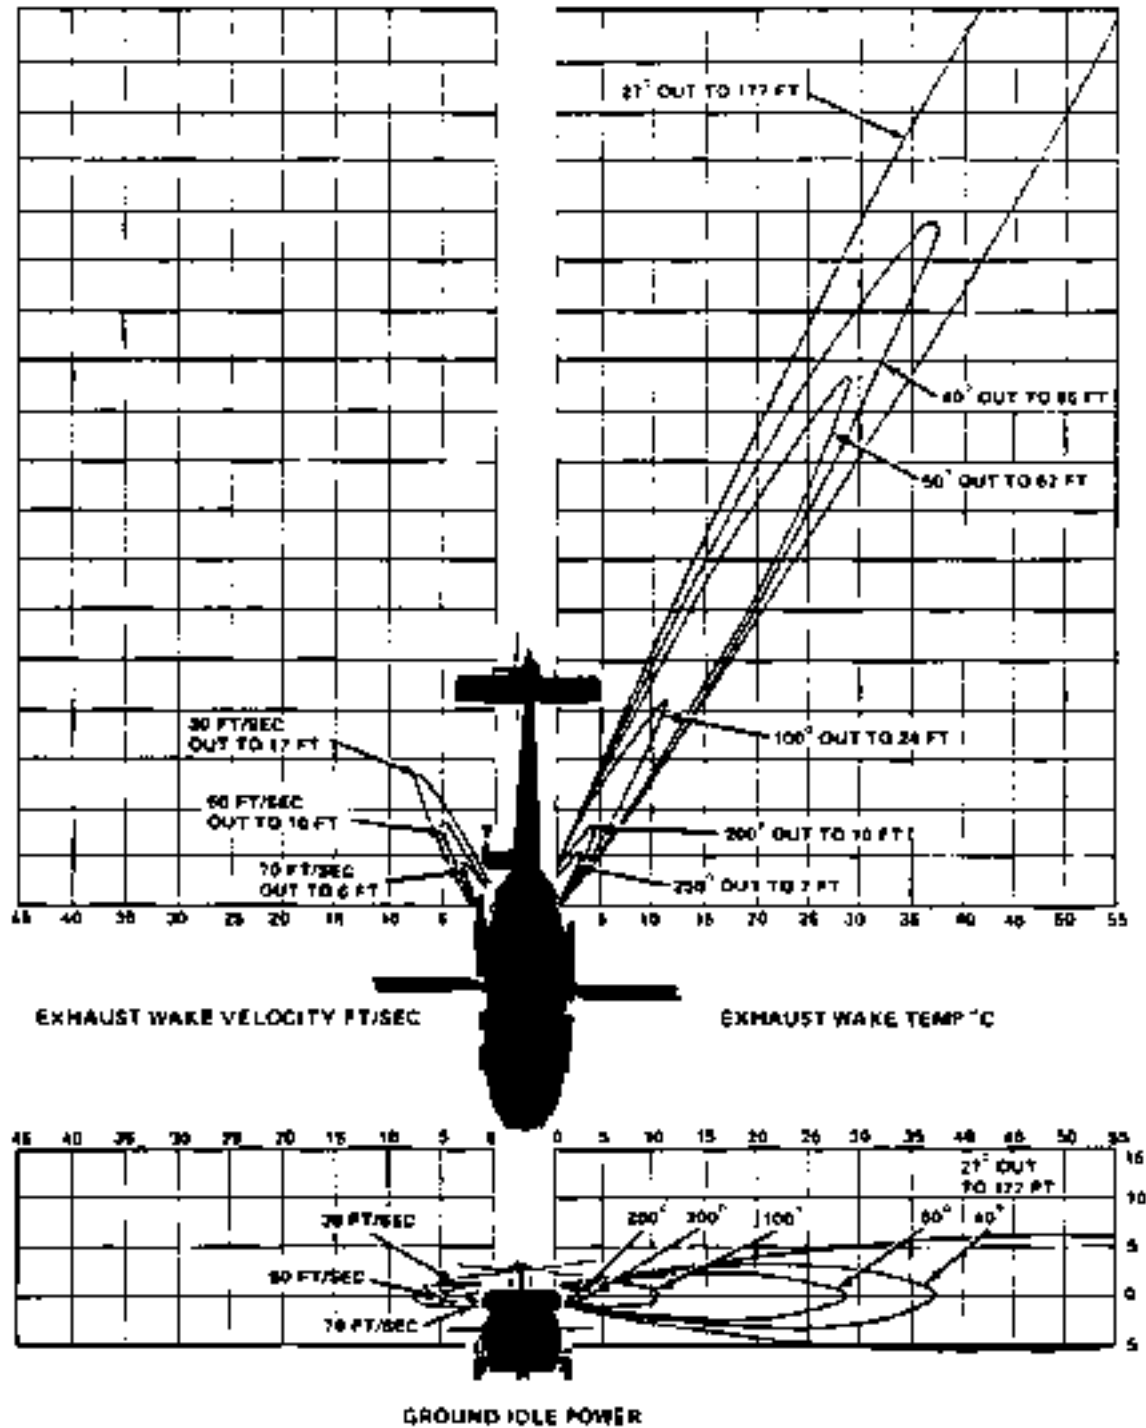 27° OUT TO 177 FT
40° OUT TO 85 FT
50° OUT TO 62 FT
30 FT/SEC
OUT TO 17 FT
100° OUT TO 24 FT
50 FT/SEC
OUT TO 10 FT
200° OUT TO 10 FT
70 FT/SEC
OUT TO 6 FT
250° OUT TO 7 FT
45 40 35 30 25 20 15 10 5 0
5 10 15 20 25 30 35 40 45 50 55
EXHAUST WAKE VELOCITY FT/SEC
EXHAUST WAKE TEMP °C
45 40 35 30 25 20 15 10 5 0
0 5 10 15 20 25 30 35 40 45 50 55
15
27° OUT
TO 177 FT
10
30 FT/SEC
250° 200° 100° 50° 40°
5
50 FT/SEC
0
70 FT/SEC
5
GROUND IDLE POWER